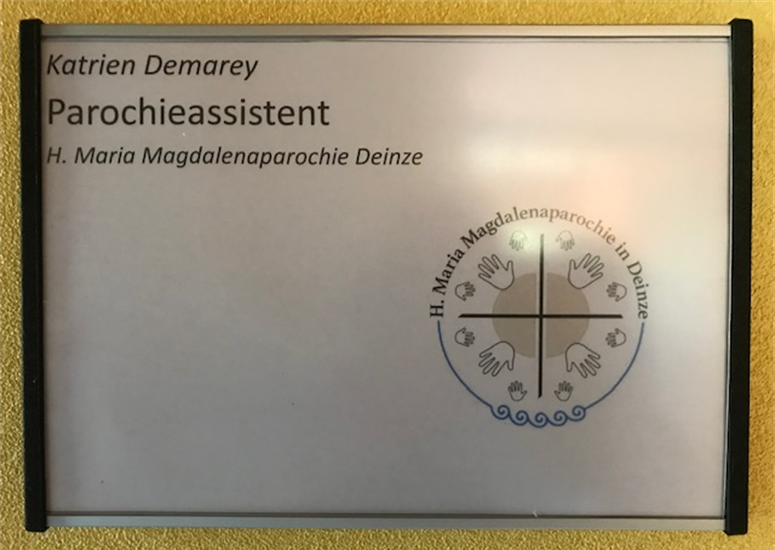 Katrien Demarey
Parochieassistent
H. Maria Magdalenaparochie Deinze
H. Maria Magdalenaparochie in Deinze